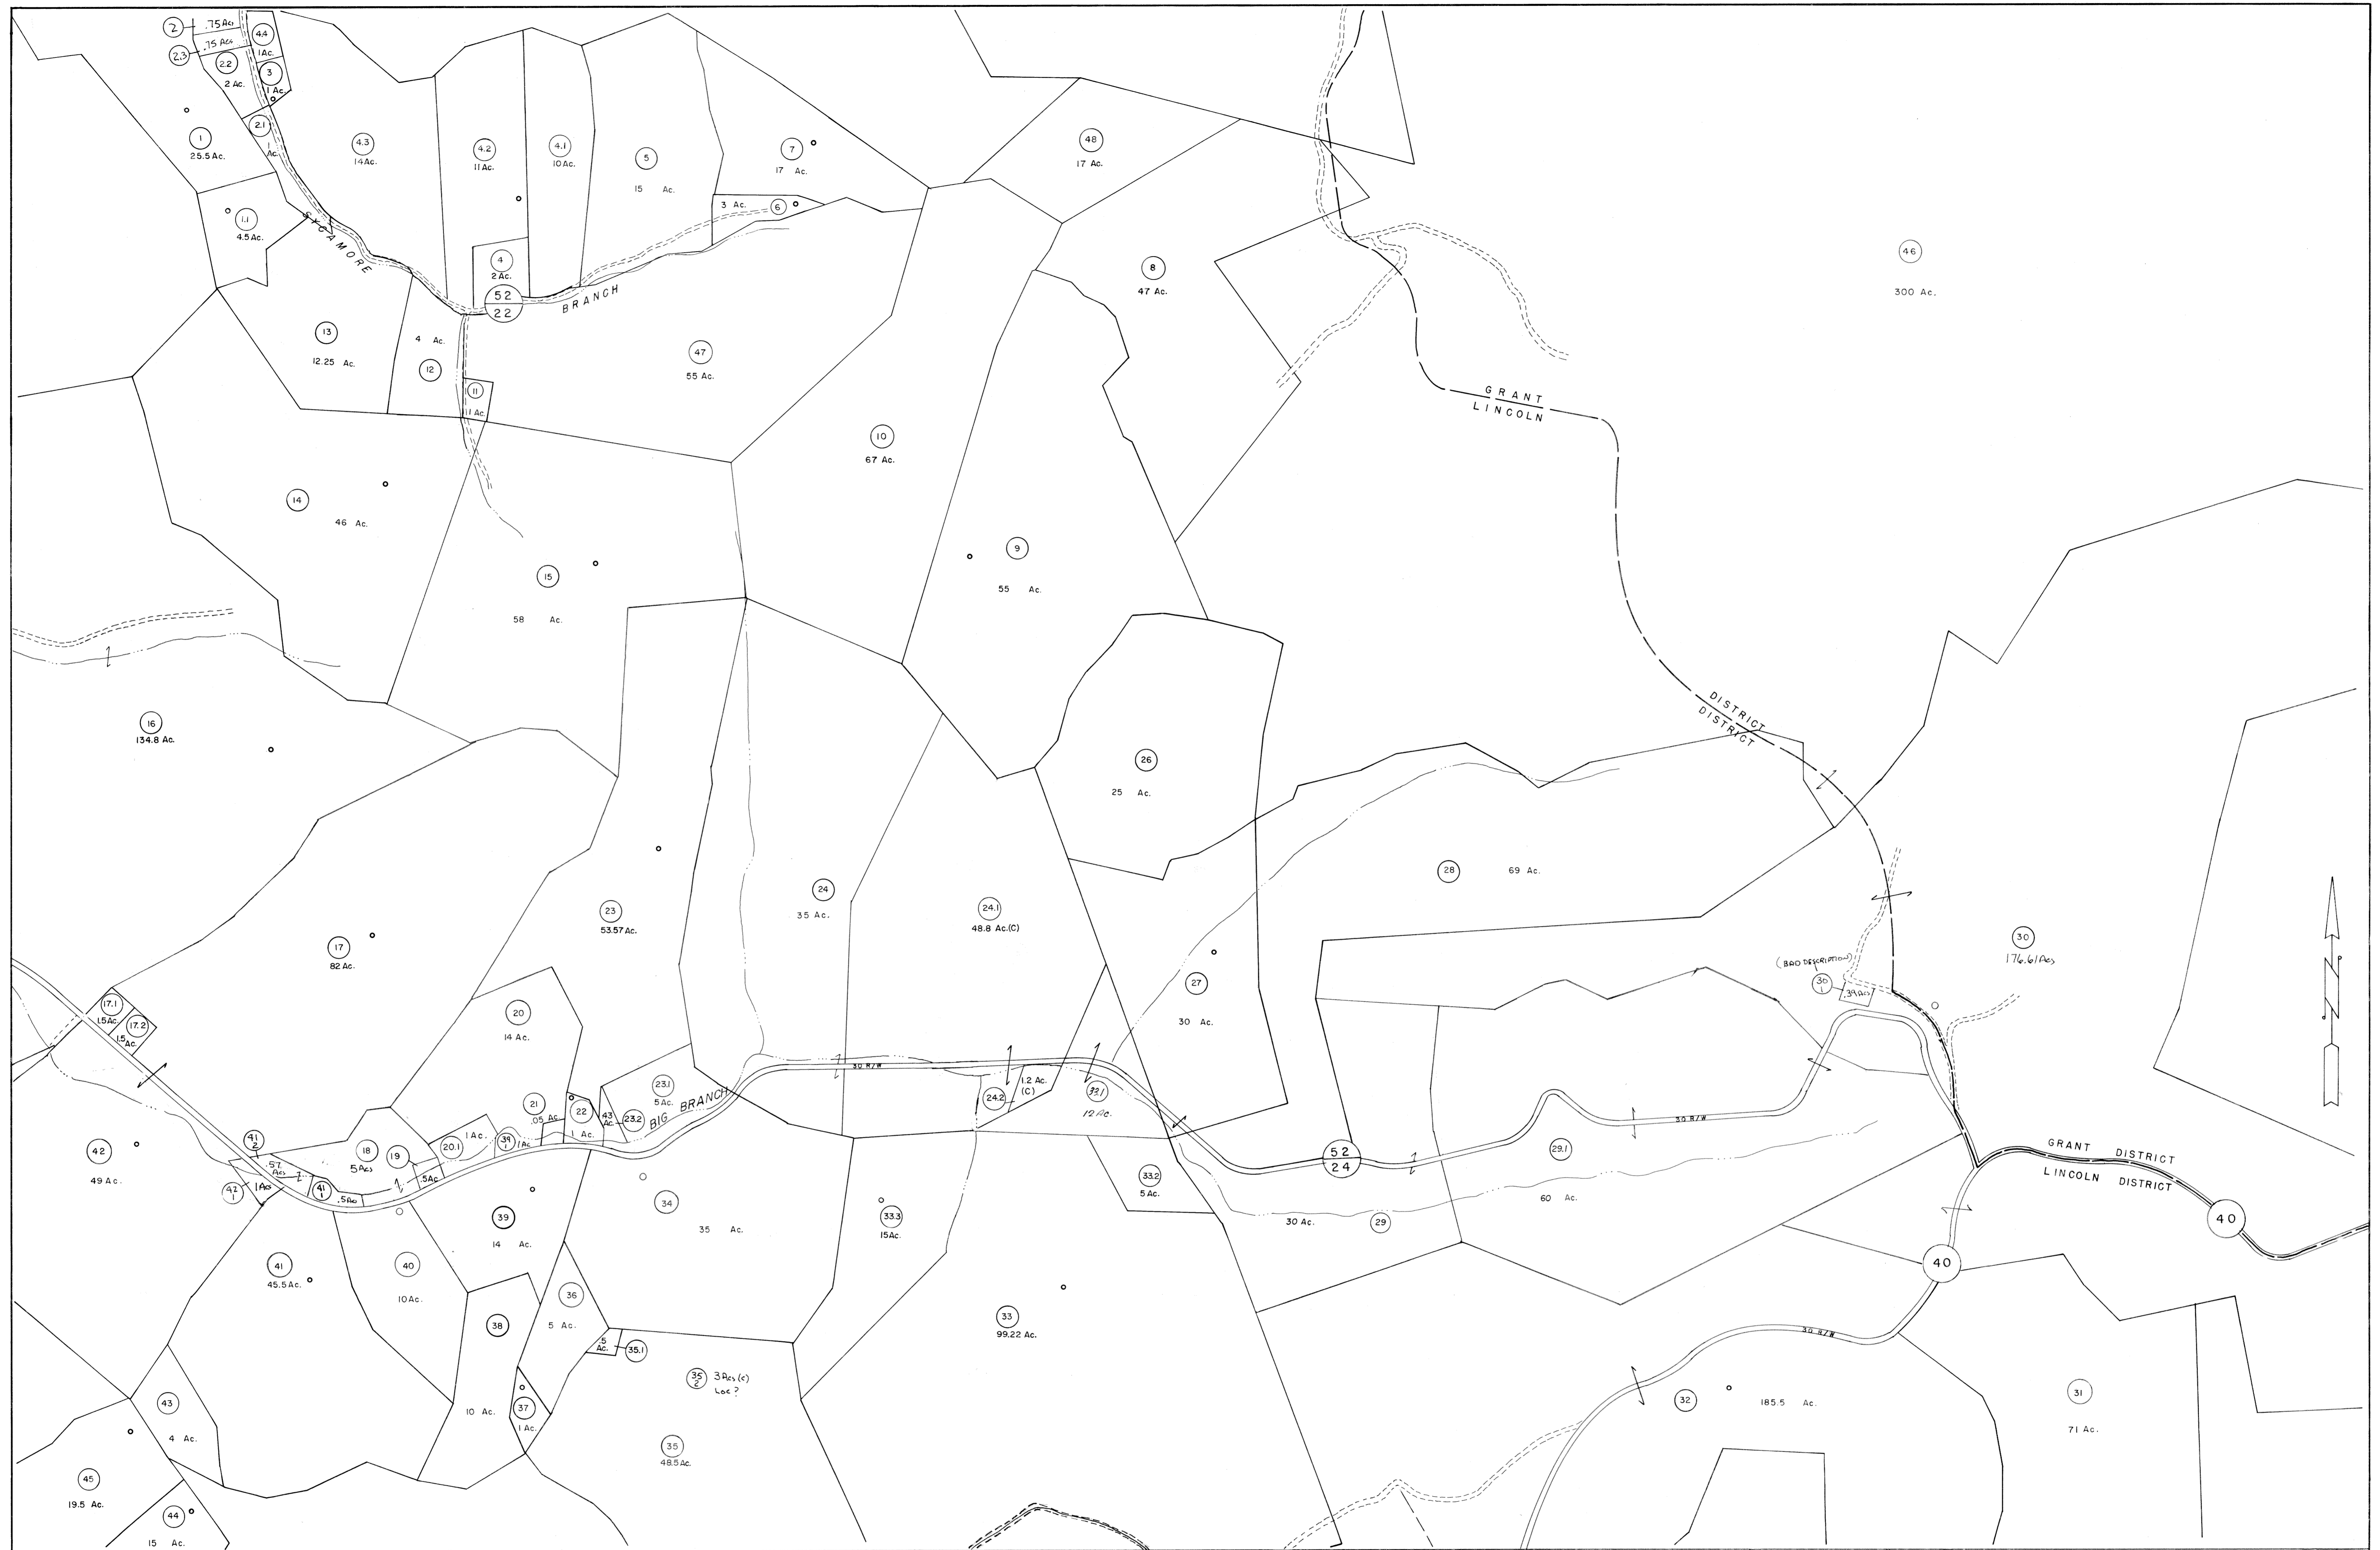 2
.75 Acs
2.3
.75 Acs
2.2
2 Ac.
4.4
1 Ac.
3
1 Ac.
2.1
1 Ac.
1
25.5 Ac.
1.1
4.5 Ac.
4.3
14 Ac.
4.2
11 Ac.
4.1
10 Ac.
5
15 Ac.
7
17 Ac.
3 Ac.
6
48
17 Ac.
8
47 Ac.
46
300 Ac.
SYCAMORE
BRANCH
4
2 Ac.
52
22
13
12.25 Ac.
4 Ac.
12
11
11 Ac.
47
55 Ac.
GRANT
LINCOLN
10
67 Ac.
14
46 Ac.
9
55 Ac.
15
58 Ac.
16
134.8 Ac.
DISTRICT
DISTRICT
26
25 Ac.
28
69 Ac.
24
35 Ac.
24.1
48.8 Ac.(C)
23
53.57 Ac.
17
82 Ac.
30
176.61 Acs
(BAD DESCRIPTION)
30
1
.39 Acs
27
30 Ac.
17.1
1.5 Ac.
17.2
1.5 Ac.
20
14 Ac.
30 R/W
23.1
5 Ac.
BIG BRANCH
24.2
1.2 Ac.
(C)
33.1
12 Ac.
21
.05 Ac.
22
1 Ac.
.43
Ac.
23.2
30 R/W
41
2
.57
Acs
18
5 Acs
19
.5 Ac
20.1
1 Ac.
39
1
1 Ac.
42
49 Ac.
42
1
1 Acs
41
1
.5 Ac
52
24
29.1
60 Ac.
GRANT DISTRICT
LINCOLN DISTRICT
33.2
5 Ac.
34
35 Ac.
33.3
15 Ac.
30 Ac.
29
40
40
39
14 Ac.
41
45.5 Ac.
40
10 Ac.
36
5 Ac.
38
10 Ac.
.5
Ac.
35.1
33
99.22 Ac.
30 R/W
35
2
3 Acs (c)
Loc ?
37
1 Ac.
32
185.5 Ac.
31
71 Ac.
43
4 Ac.
35
48.5 Ac.
45
19.5 Ac.
44
15 Ac.
N